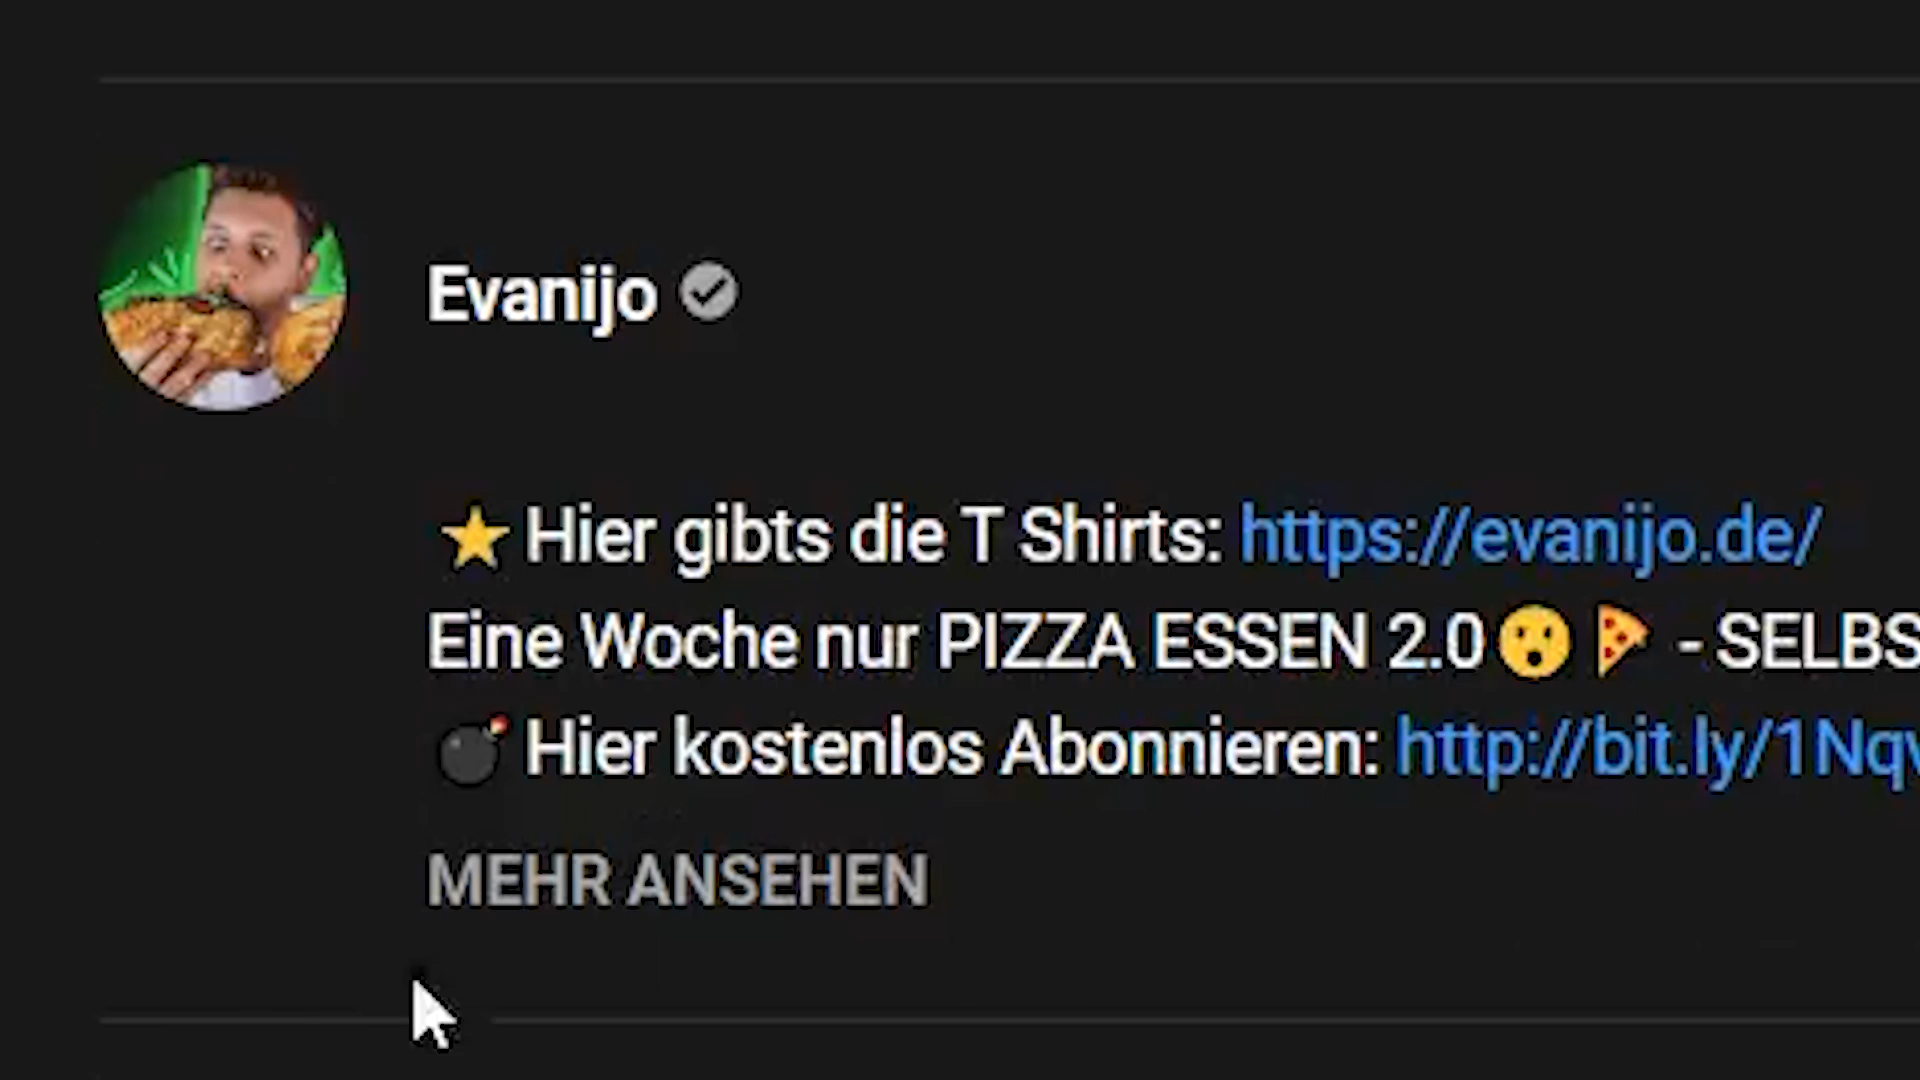 Evanijo
⭐ Hier gibts die T Shirts: https://evanijo.de/
Eine Woche nur PIZZA ESSEN 2.0😮🍕 - SELBS
💣 Hier kostenlos Abonnieren: http://bit.ly/1Nqv
MEHR ANSEHEN